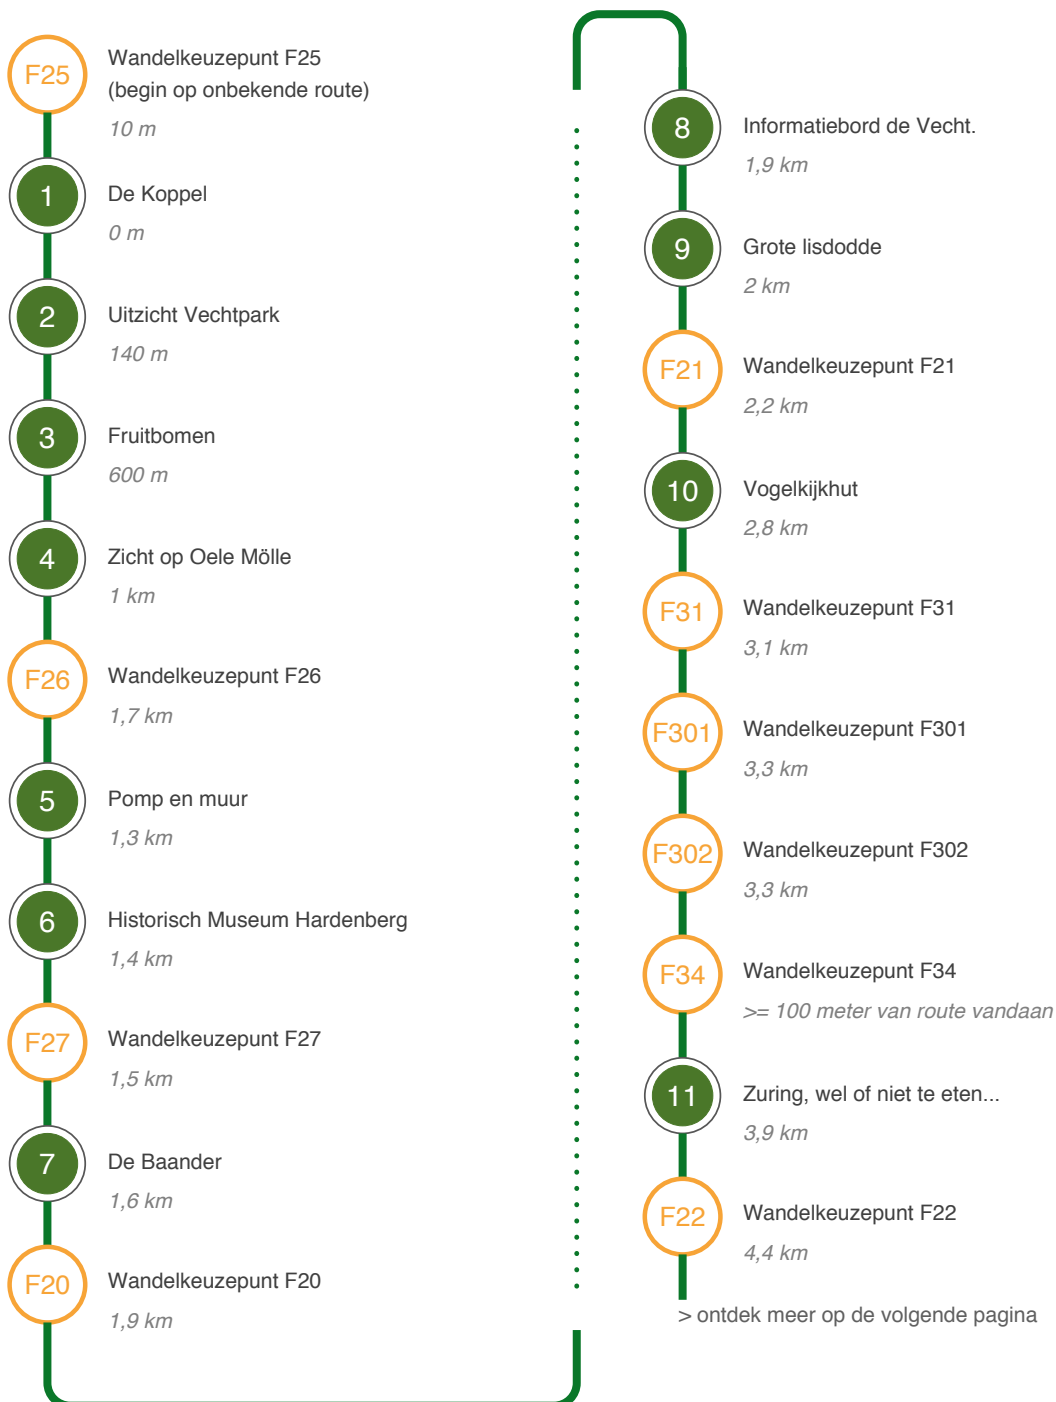 F25
Wandelkeuzepunt F25
(begin op onbekende route)
10 m
1
De Koppel
0 m
2
Uitzicht Vechtpark
140 m
3
Fruitbomen
600 m
4
Zicht op Oele Mölle
1 km
F26
Wandelkeuzepunt F26
1,7 km
5
Pomp en muur
1,3 km
6
Historisch Museum Hardenberg
1,4 km
F27
Wandelkeuzepunt F27
1,5 km
7
De Baander
1,6 km
F20
Wandelkeuzepunt F20
1,9 km
8
Informatiebord de Vecht.
1,9 km
9
Grote lisdodde
2 km
F21
Wandelkeuzepunt F21
2,2 km
10
Vogelkijkhut
2,8 km
F31
Wandelkeuzepunt F31
3,1 km
F301
Wandelkeuzepunt F301
3,3 km
F302
Wandelkeuzepunt F302
3,3 km
F34
Wandelkeuzepunt F34
>= 100 meter van route vandaan
11
Zuring, wel of niet te eten...
3,9 km
F22
Wandelkeuzepunt F22
4,4 km
> ontdek meer op de volgende pagina